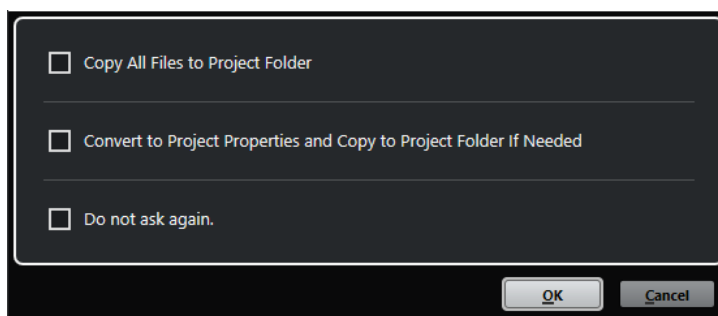 Copy All Files to Project Folder
Convert to Project Properties and Copy to Project Folder If Needed
Do not ask again.
OK
Cancel